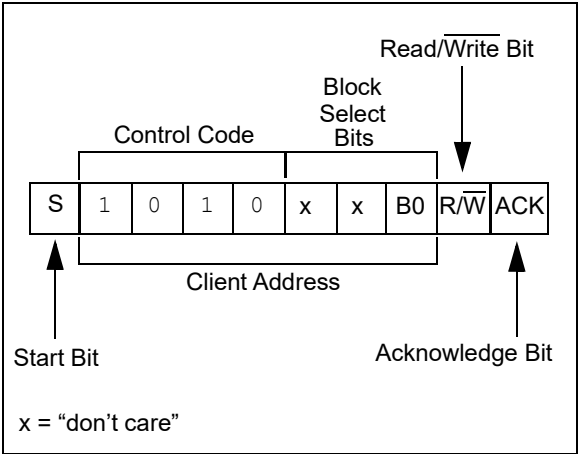 Read/Write Bit
Block
Select
Bits
Control Code
S 1 0 1 0 x x B0 R/W ACK
Client Address
Start Bit
Acknowledge Bit
x = “don’t care”